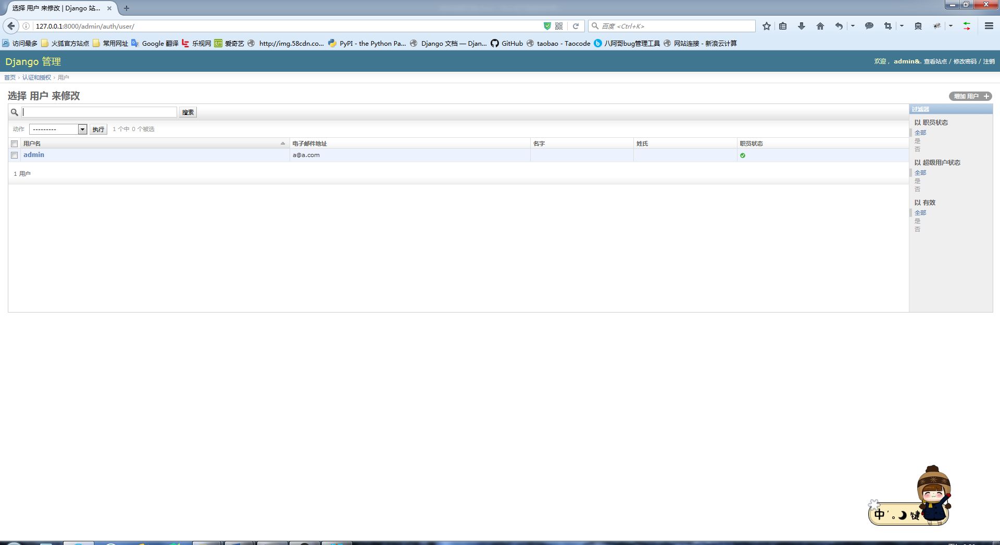 选择 用户 来修改 | Django 站...
127.0.0.1:8000/admin/auth/user/
百度 <Ctrl+K>
访问最多 火狐官方站点 常用网址 Google 翻译 乐视网 爱奇艺 http://img.58cdn.co... PyPI - the Python Pa... Django 文档 — Djan... GitHub taobao - Taocode 八阿哥bug管理工具 网站连接 - 新浪云计算
Django 管理
欢迎， admin&. 查看站点 / 修改密码 / 注销
首页 › 认证和授权 › 用户
选择 用户 来修改
增加 用户 +
搜索
过滤器
动作 --------- 执行 1 个中 0 个被选
用户名 电子邮件地址 名字 姓氏 职员状态
admin a@a.com
1 用户
以 职员状态
全部
是
否
以 超级用户状态
全部
是
否
以 有效
全部
是
否
中 ' 。 键